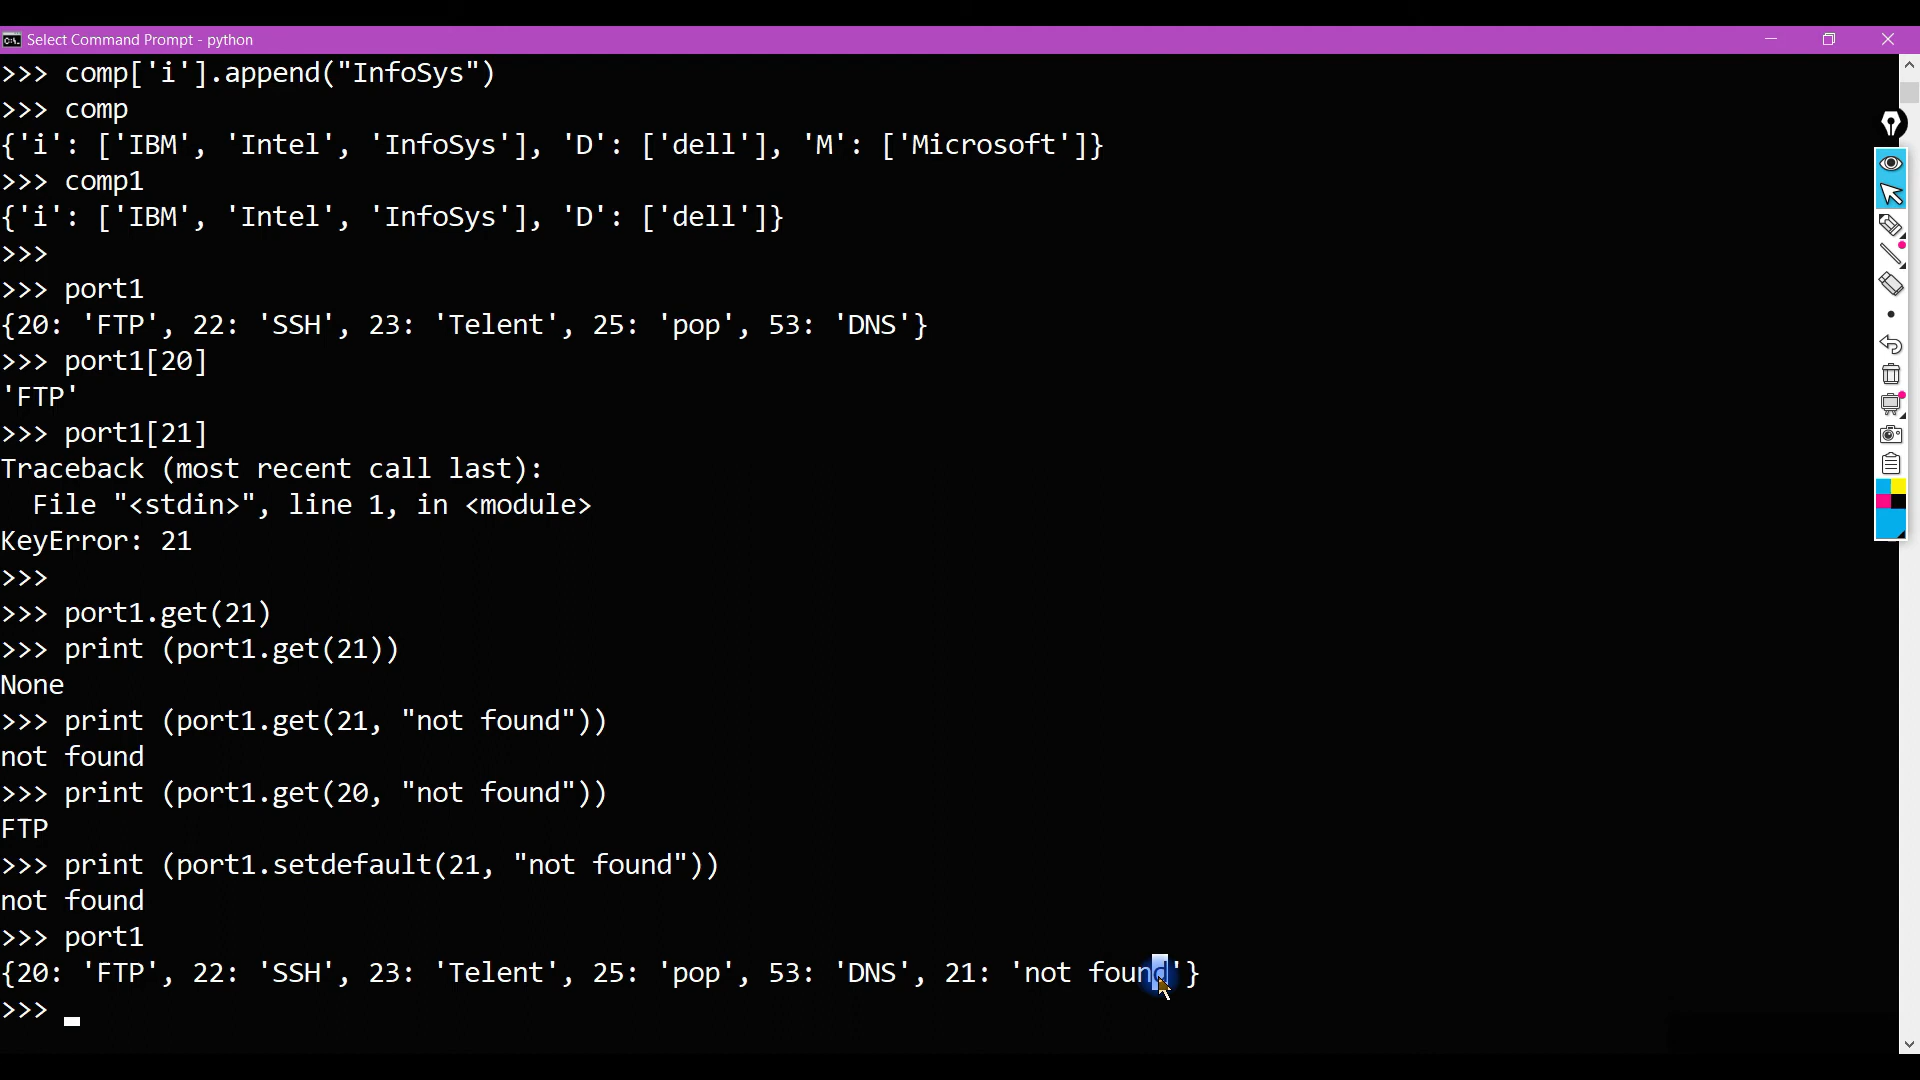 Select Command Prompt - python
>>> comp['i'].append("InfoSys")
>>> comp
{'i': ['IBM', 'Intel', 'InfoSys'], 'D': ['dell'], 'M': ['Microsoft']}
>>> comp1
{'i': ['IBM', 'Intel', 'InfoSys'], 'D': ['dell']}
>>>
>>> port1
{20: 'FTP', 22: 'SSH', 23: 'Telent', 25: 'pop', 53: 'DNS'}
>>> port1[20]
'FTP'
>>> port1[21]
Traceback (most recent call last):
  File "<stdin>", line 1, in <module>
KeyError: 21
>>>
>>> port1.get(21)
>>> print (port1.get(21))
None
>>> print (port1.get(21, "not found"))
not found
>>> print (port1.get(20, "not found"))
FTP
>>> print (port1.setdefault(21, "not found"))
not found
>>> port1
{20: 'FTP', 22: 'SSH', 23: 'Telent', 25: 'pop', 53: 'DNS', 21: 'not found'}
>>>